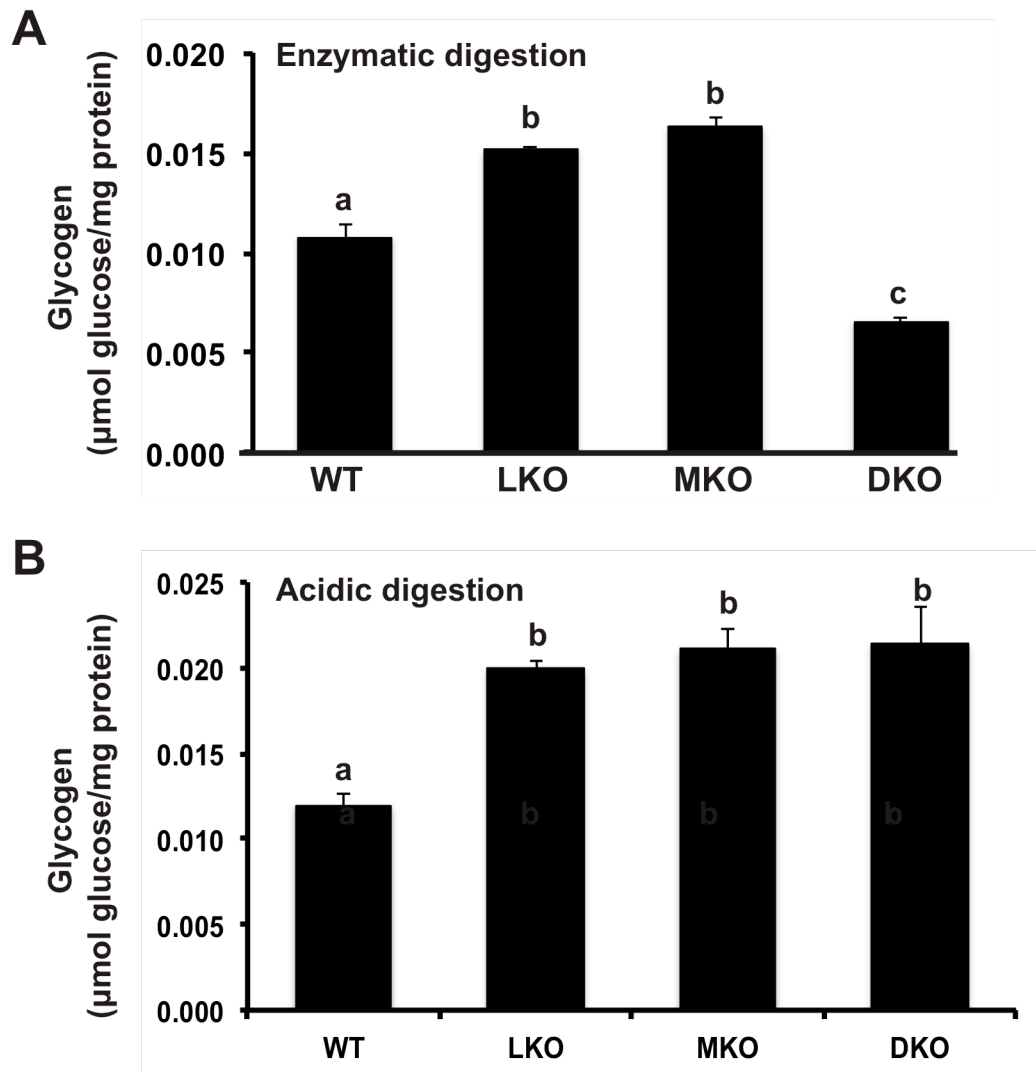 A
Enzymatic digestion
Glycogen
(µmol glucose/mg protein)
0.020
0.015
0.010
0.005
0.000
a
b
b
c
WT LKO MKO DKO
B
Acidic digestion
Glycogen
(µmol glucose/mg protein)
0.025
0.020
0.015
0.010
0.005
0.000
a
b
b
b
a b b b
WT LKO MKO DKO